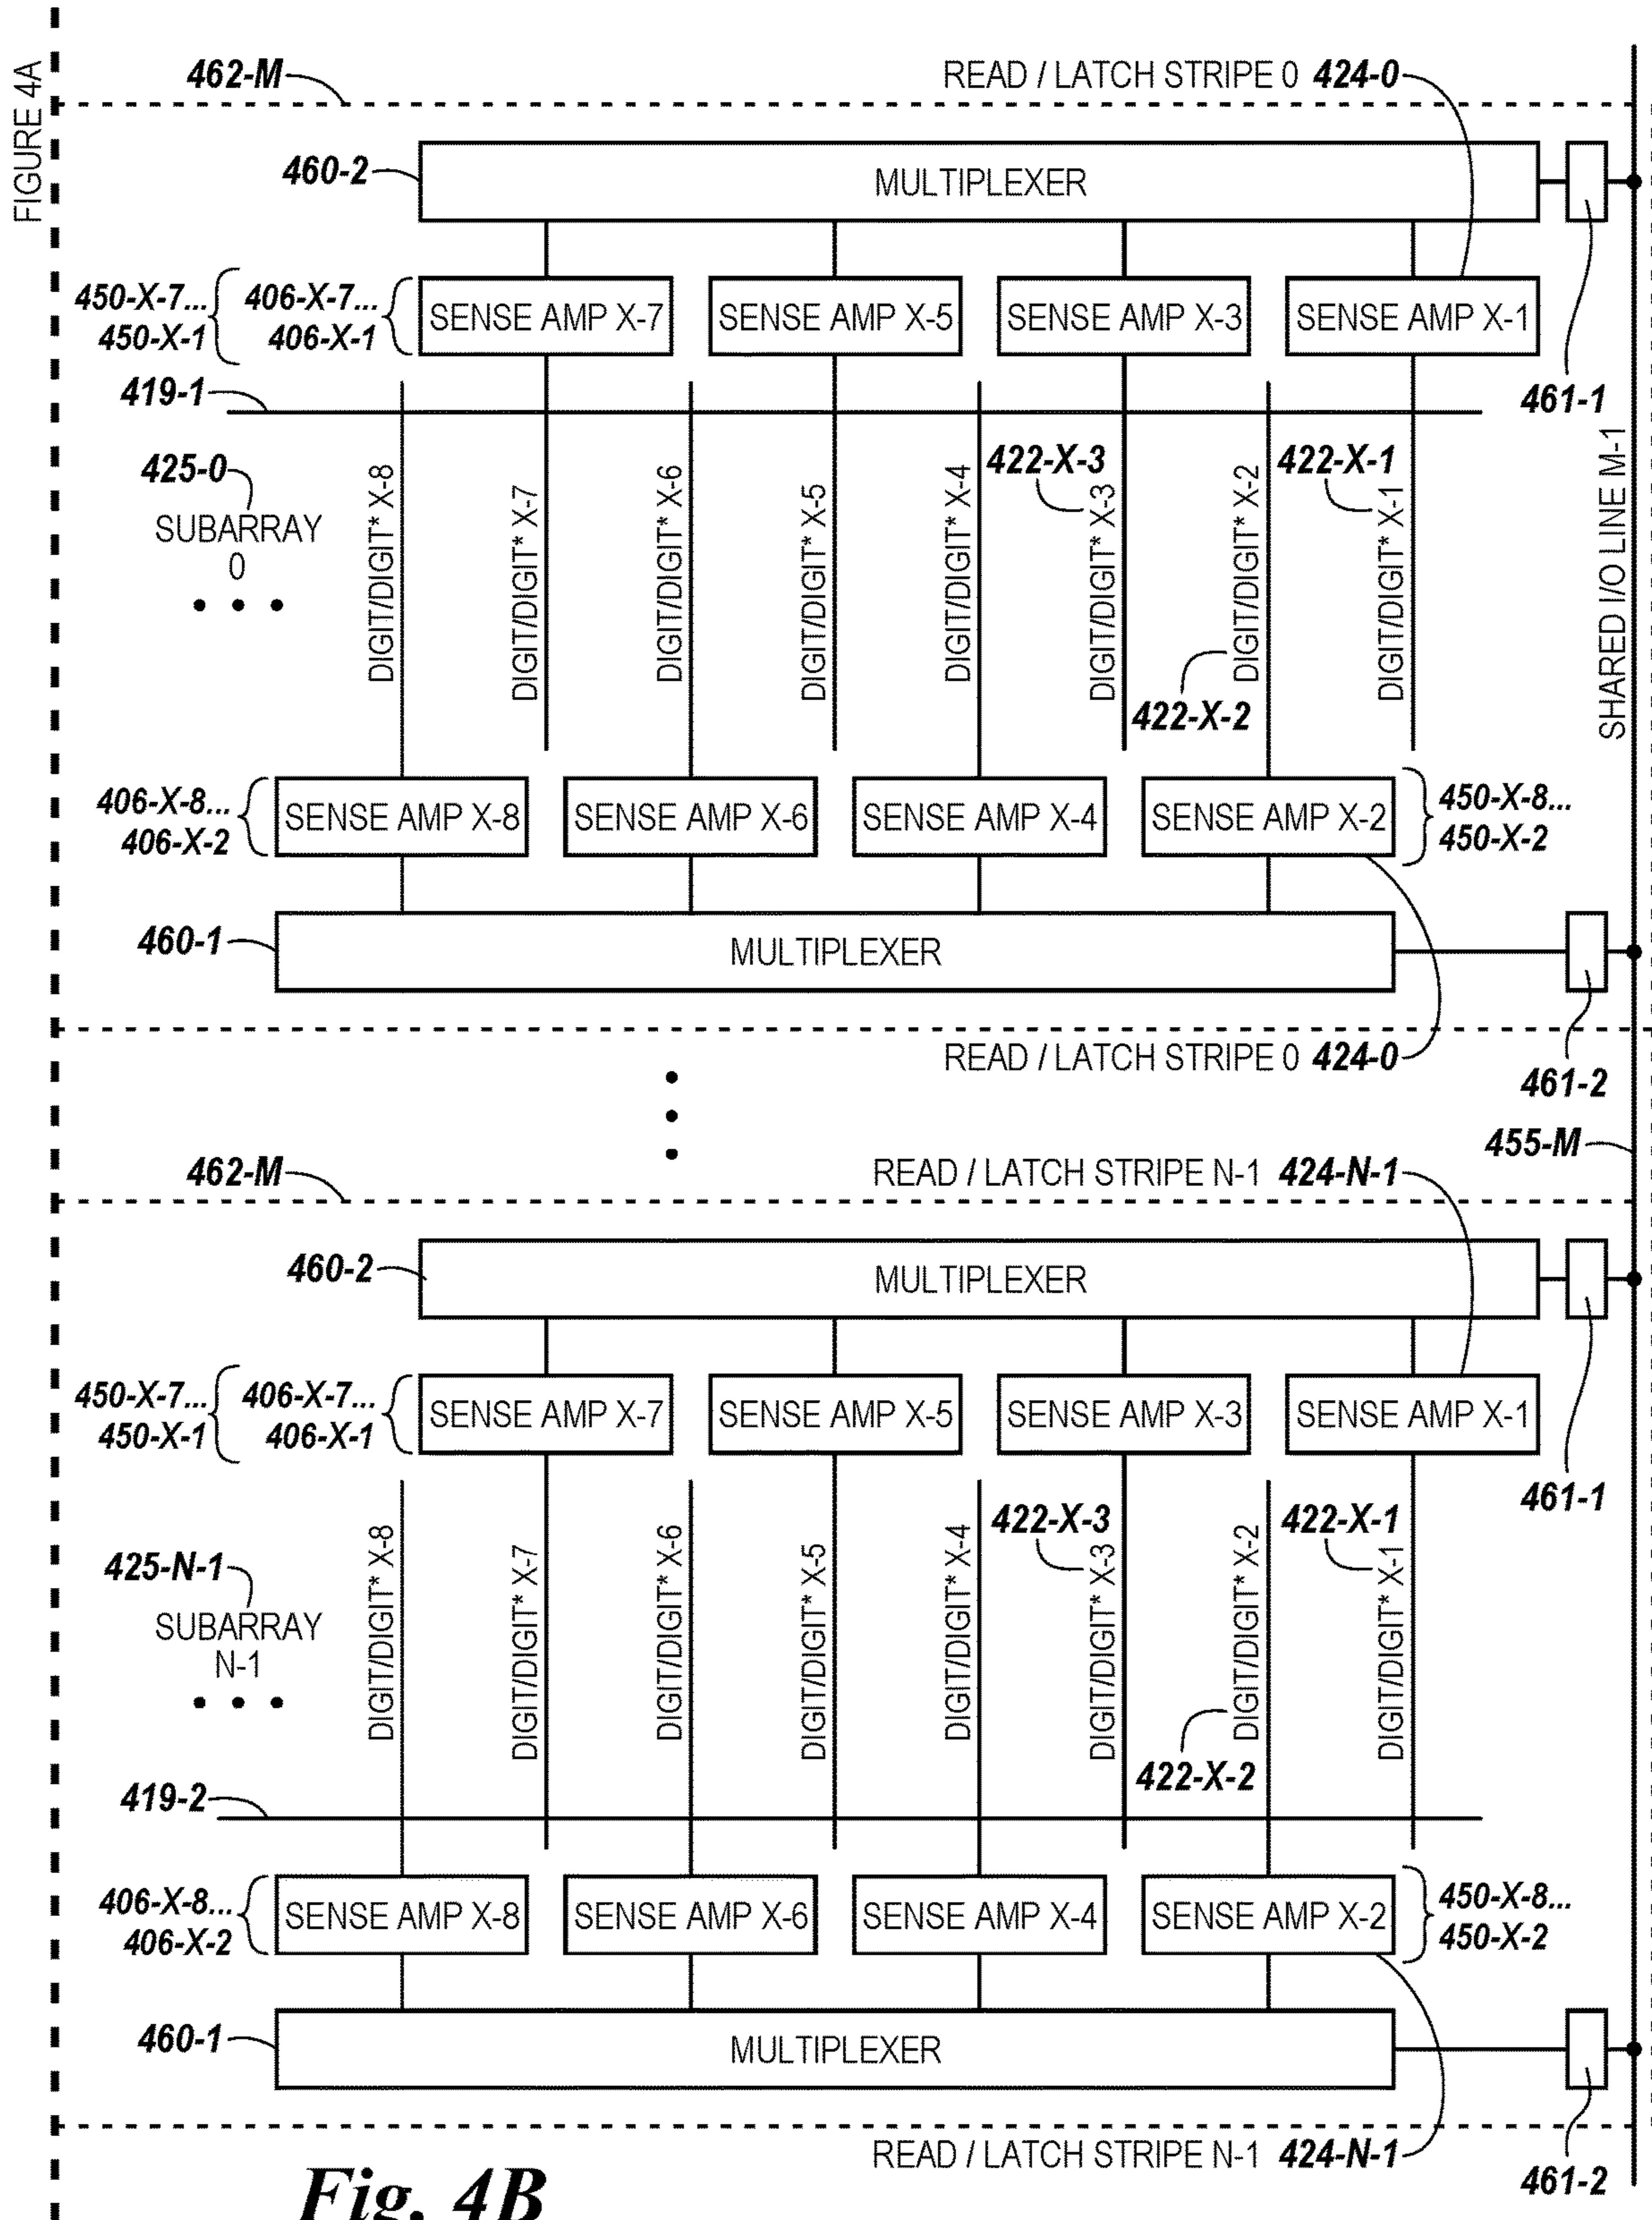 FIGURE 4A
462-M
READ / LATCH STRIPE 0 424-0
460-2
MULTIPLEXER
450-X-7... 406-X-7...
450-X-1 406-X-1
SENSE AMP X-7 SENSE AMP X-5 SENSE AMP X-3 SENSE AMP X-1
419-1
461-1
425-0
SUBARRAY
0
• • •
DIGIT/DIGIT* X-8
DIGIT/DIGIT* X-7
DIGIT/DIGIT* X-6
DIGIT/DIGIT* X-5
DIGIT/DIGIT* X-4
422-X-3
DIGIT/DIGIT* X-3
DIGIT/DIGIT* X-2
422-X-2
422-X-1
DIGIT/DIGIT* X-1
SHARED I/O LINE M-1
406-X-8...
406-X-2
SENSE AMP X-8 SENSE AMP X-6 SENSE AMP X-4 SENSE AMP X-2
450-X-8...
450-X-2
460-1
MULTIPLEXER
READ / LATCH STRIPE 0 424-0
461-2
455-M
462-M
READ / LATCH STRIPE N-1 424-N-1
460-2
MULTIPLEXER
450-X-7... 406-X-7...
450-X-1 406-X-1
SENSE AMP X-7 SENSE AMP X-5 SENSE AMP X-3 SENSE AMP X-1
461-1
425-N-1
SUBARRAY
N-1
• • •
DIGIT/DIGIT* X-8
DIGIT/DIGIT* X-7
DIGIT/DIGIT* X-6
DIGIT/DIGIT* X-5
DIGIT/DIGIT* X-4
422-X-3
DIGIT/DIGIT* X-3
DIGIT/DIGIT* X-2
422-X-2
422-X-1
DIGIT/DIGIT* X-1
419-2
406-X-8...
406-X-2
SENSE AMP X-8 SENSE AMP X-6 SENSE AMP X-4 SENSE AMP X-2
450-X-8...
450-X-2
460-1
MULTIPLEXER
READ / LATCH STRIPE N-1 424-N-1
461-2
Fig. 4B